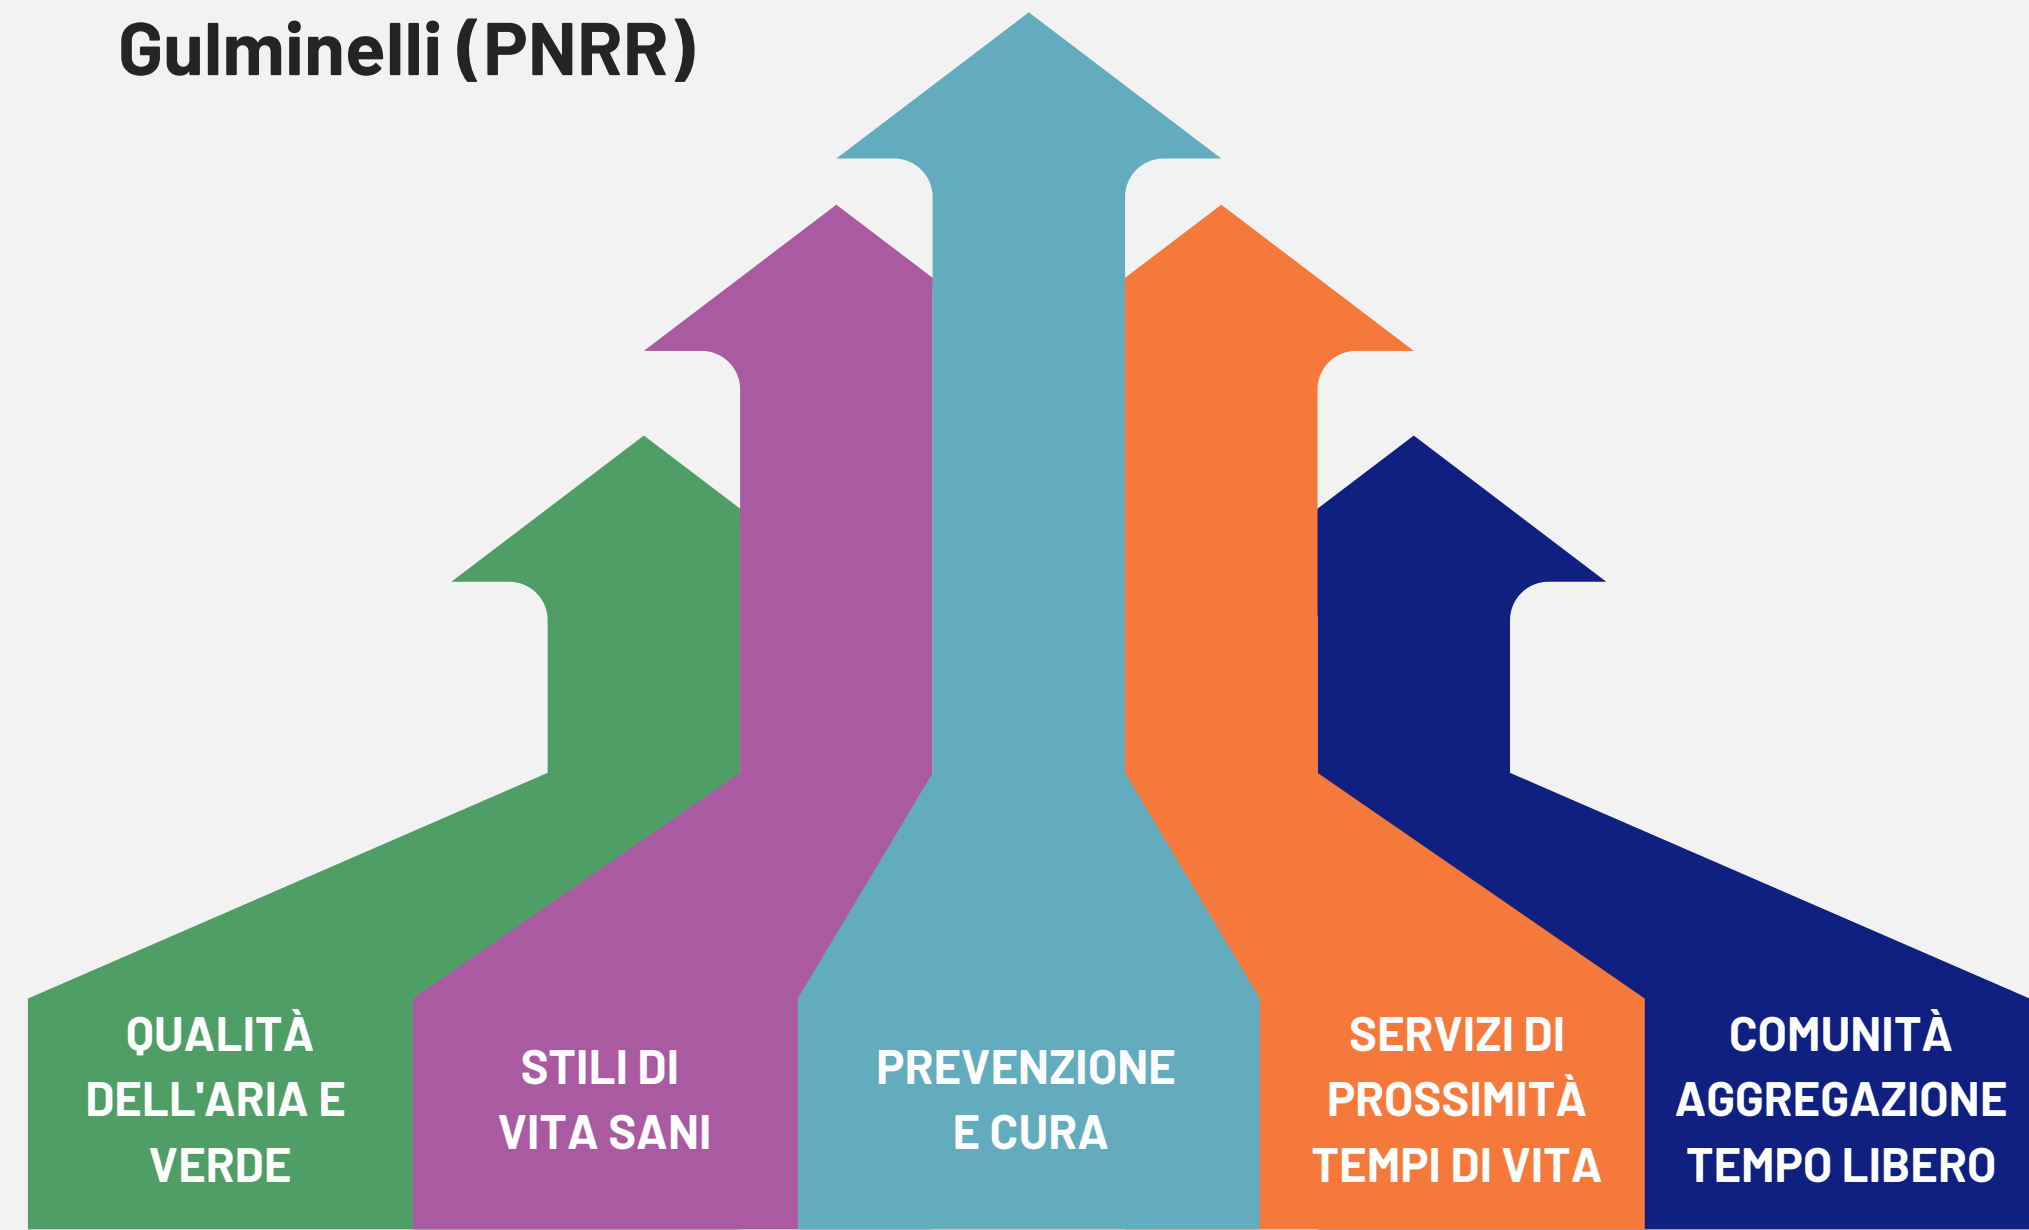 Gulminelli (PNRR)
QUALITÀ
DELL'ARIA E
VERDE
STILI DI
VITA SANI
PREVENZIONE
E CURA
SERVIZI DI
PROSSIMITÀ
TEMPI DI VITA
COMUNITÀ
AGGREGAZIONE
TEMPO LIBERO